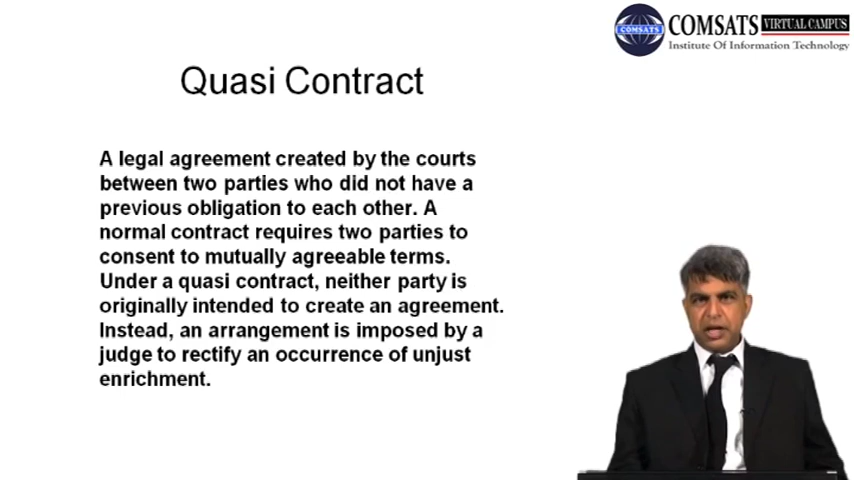 COMSATS
COMSATS VIRTUAL CAMPUS
Institute Of Information Technology
Quasi Contract
A legal agreement created by the courts
between two parties who did not have a
previous obligation to each other. A
normal contract requires two parties to
consent to mutually agreeable terms.
Under a quasi contract, neither party is
originally intended to create an agreement.
Instead, an arrangement is imposed by a
judge to rectify an occurrence of unjust
enrichment.